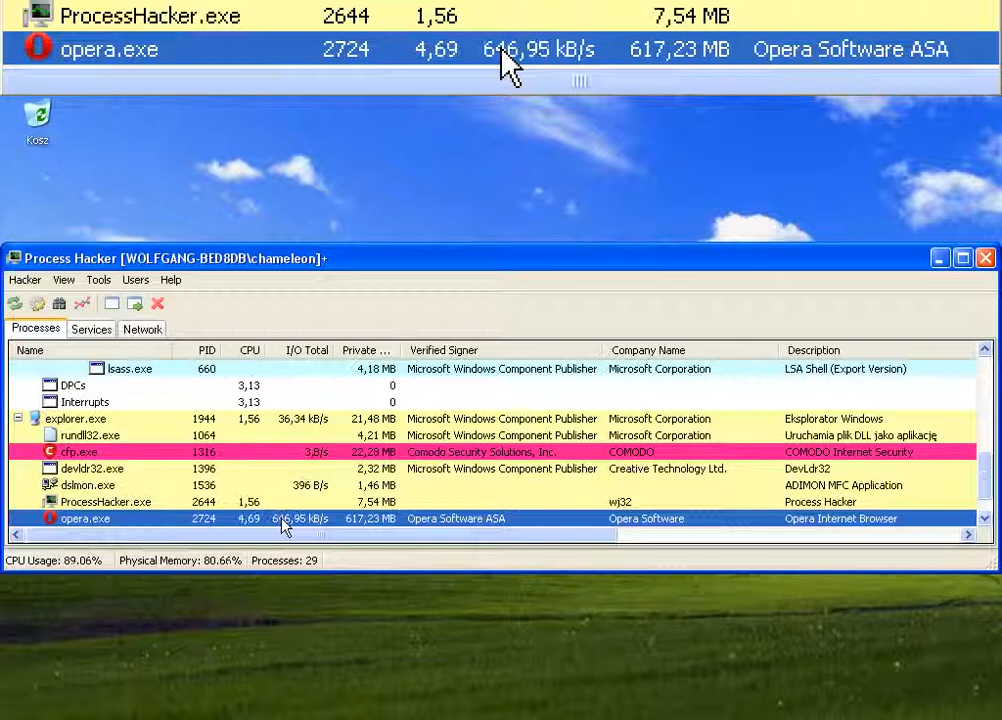 ProcessHacker.exe 2644 1,56 7,54 MB
opera.exe 2724 4,69 646,95 kB/s 617,23 MB Opera Software ASA
Kosz
Process Hacker [WOLFGANG-BED8DB\chameleon]+
Hacker View Tools Users Help
Processes Services Network
Name PID CPU I/O Total Private ... Verified Signer Company Name Description
lsass.exe 660 4,18 MB Microsoft Windows Component Publisher Microsoft Corporation LSA Shell (Export Version)
DPCs 3,13 0
Interrupts 3,13 0
explorer.exe 1944 1,56 36,34 kB/s 21,48 MB Microsoft Windows Component Publisher Microsoft Corporation Eksplorator Windows
rundll32.exe 1064 4,21 MB Microsoft Windows Component Publisher Microsoft Corporation Uruchamia plik DLL jako aplikację
cfp.exe 1316 3 B/s 22,28 MB Comodo Security Solutions, Inc. COMODO COMODO Internet Security
devldr32.exe 1396 2,32 MB Microsoft Windows Component Publisher Creative Technology Ltd. DevLdr32
dslmon.exe 1536 396 B/s 1,46 MB ADIMON MFC Application
ProcessHacker.exe 2644 1,56 7,54 MB wj32 Process Hacker
opera.exe 2724 4,69 646,95 kB/s 617,23 MB Opera Software ASA Opera Software Opera Internet Browser
CPU Usage: 89.06% Physical Memory: 80.66% Processes: 29